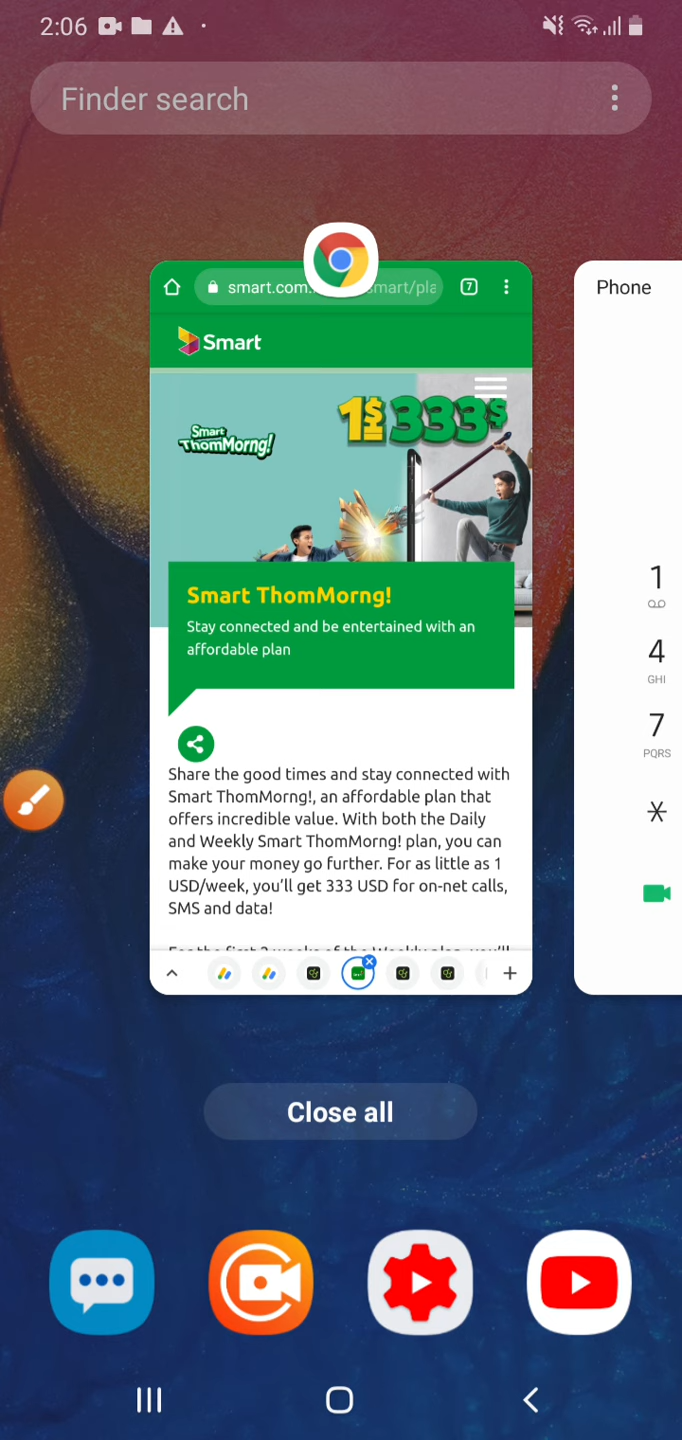 2:06
Finder search
smart.com.
smart/pla
7
Phone
Smart
Smart
ThomMorng!
1$ 333$
Smart ThomMorng!
Stay connected and be entertained with an
affordable plan
Share the good times and stay connected with
Smart ThomMorng!, an affordable plan that
offers incredible value. With both the Daily
and Weekly Smart ThomMorng! plan, you can
make your money go further. For as little as 1
USD/week, you'll get 333 USD for on-net calls,
SMS and data!
1
4
GHI
7
PQRS
Close all